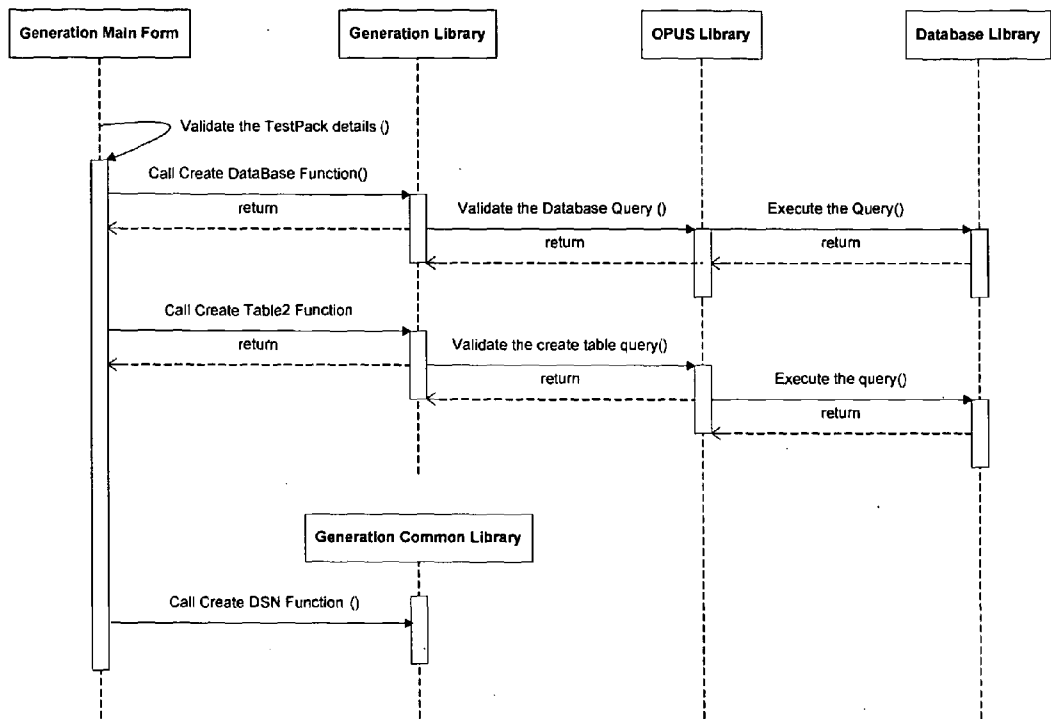 Generation Main Form
Generation Library
OPUS Library
Database Library
Validate the TestPack details ()
Call Create DataBase Function()
return
Validate the Database Query ()
Execute the Query()
return
return
Call Create Table2 Function
return
Validate the create table query()
return
Execute the query()
return
Generation Common Library
Call Create DSN Function ()